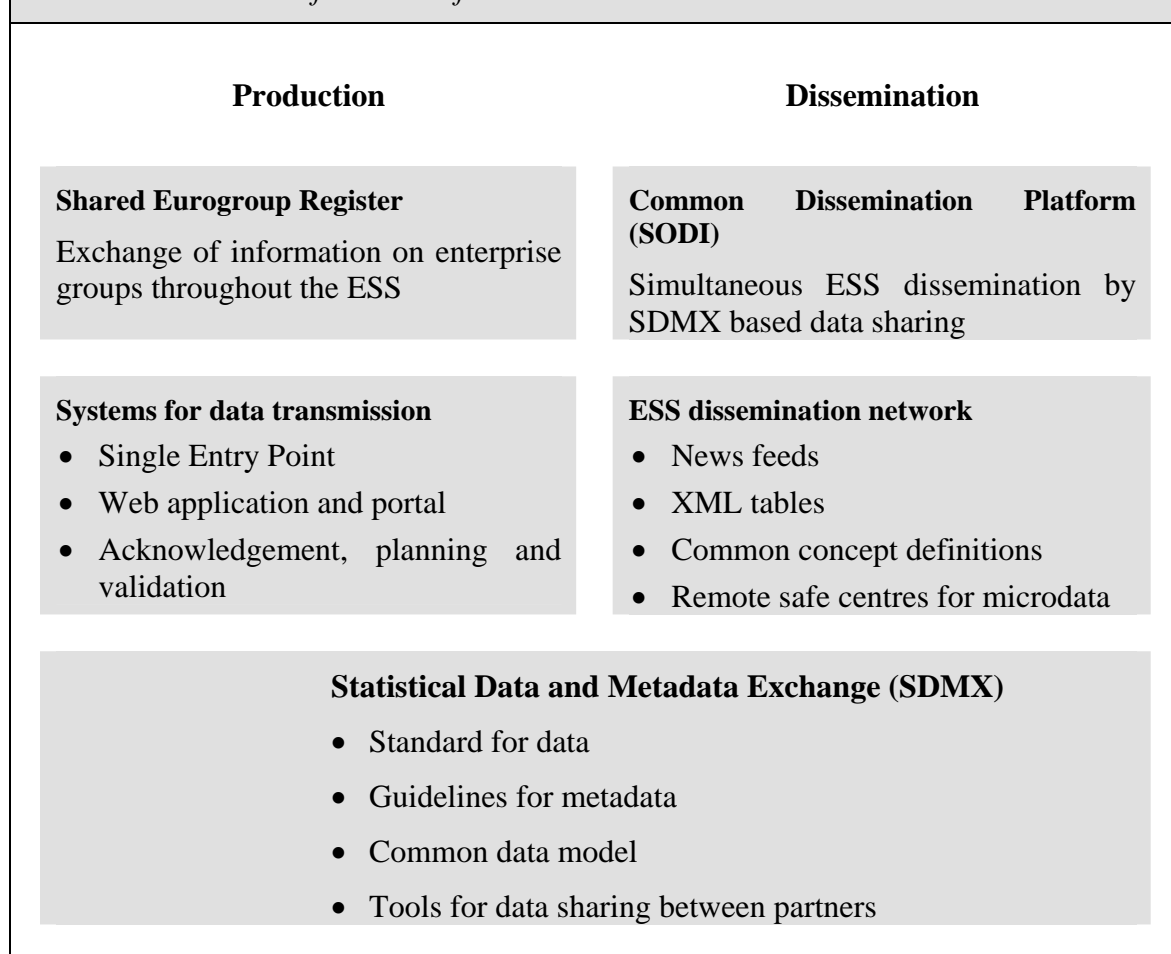 Production
Dissemination
Shared Eurogroup Register
Exchange of information on enterprise
groups throughout the ESS
Common Dissemination Platform
(SODI)
Simultaneous ESS dissemination by
SDMX based data sharing
Systems for data transmission
• Single Entry Point
• Web application and portal
• Acknowledgement, planning and
validation
ESS dissemination network
• News feeds
• XML tables
• Common concept definitions
• Remote safe centres for microdata
Statistical Data and Metadata Exchange (SDMX)
• Standard for data
• Guidelines for metadata
• Common data model
• Tools for data sharing between partners